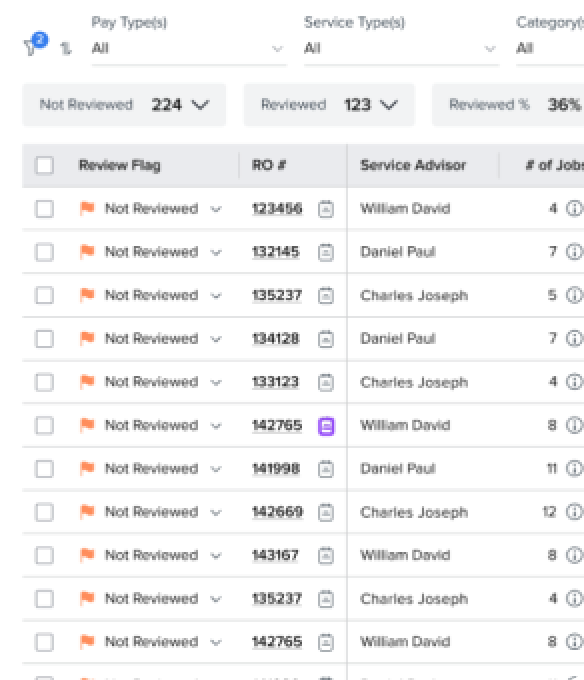 Pay Type(s) Service Type(s) Category(s
2 All All All
Not Reviewed 224 Reviewed 123 Reviewed % 36%
Review Flag RO # Service Advisor # of Jobs
Not Reviewed 123456 William David 4
Not Reviewed 132145 Daniel Paul 7
Not Reviewed 135237 Charles Joseph 5
Not Reviewed 134128 Daniel Paul 7
Not Reviewed 133123 Charles Joseph 4
Not Reviewed 142765 William David 8
Not Reviewed 141998 Daniel Paul 11
Not Reviewed 142669 Charles Joseph 12
Not Reviewed 143167 William David 8
Not Reviewed 135237 Charles Joseph 4
Not Reviewed 142765 William David 8